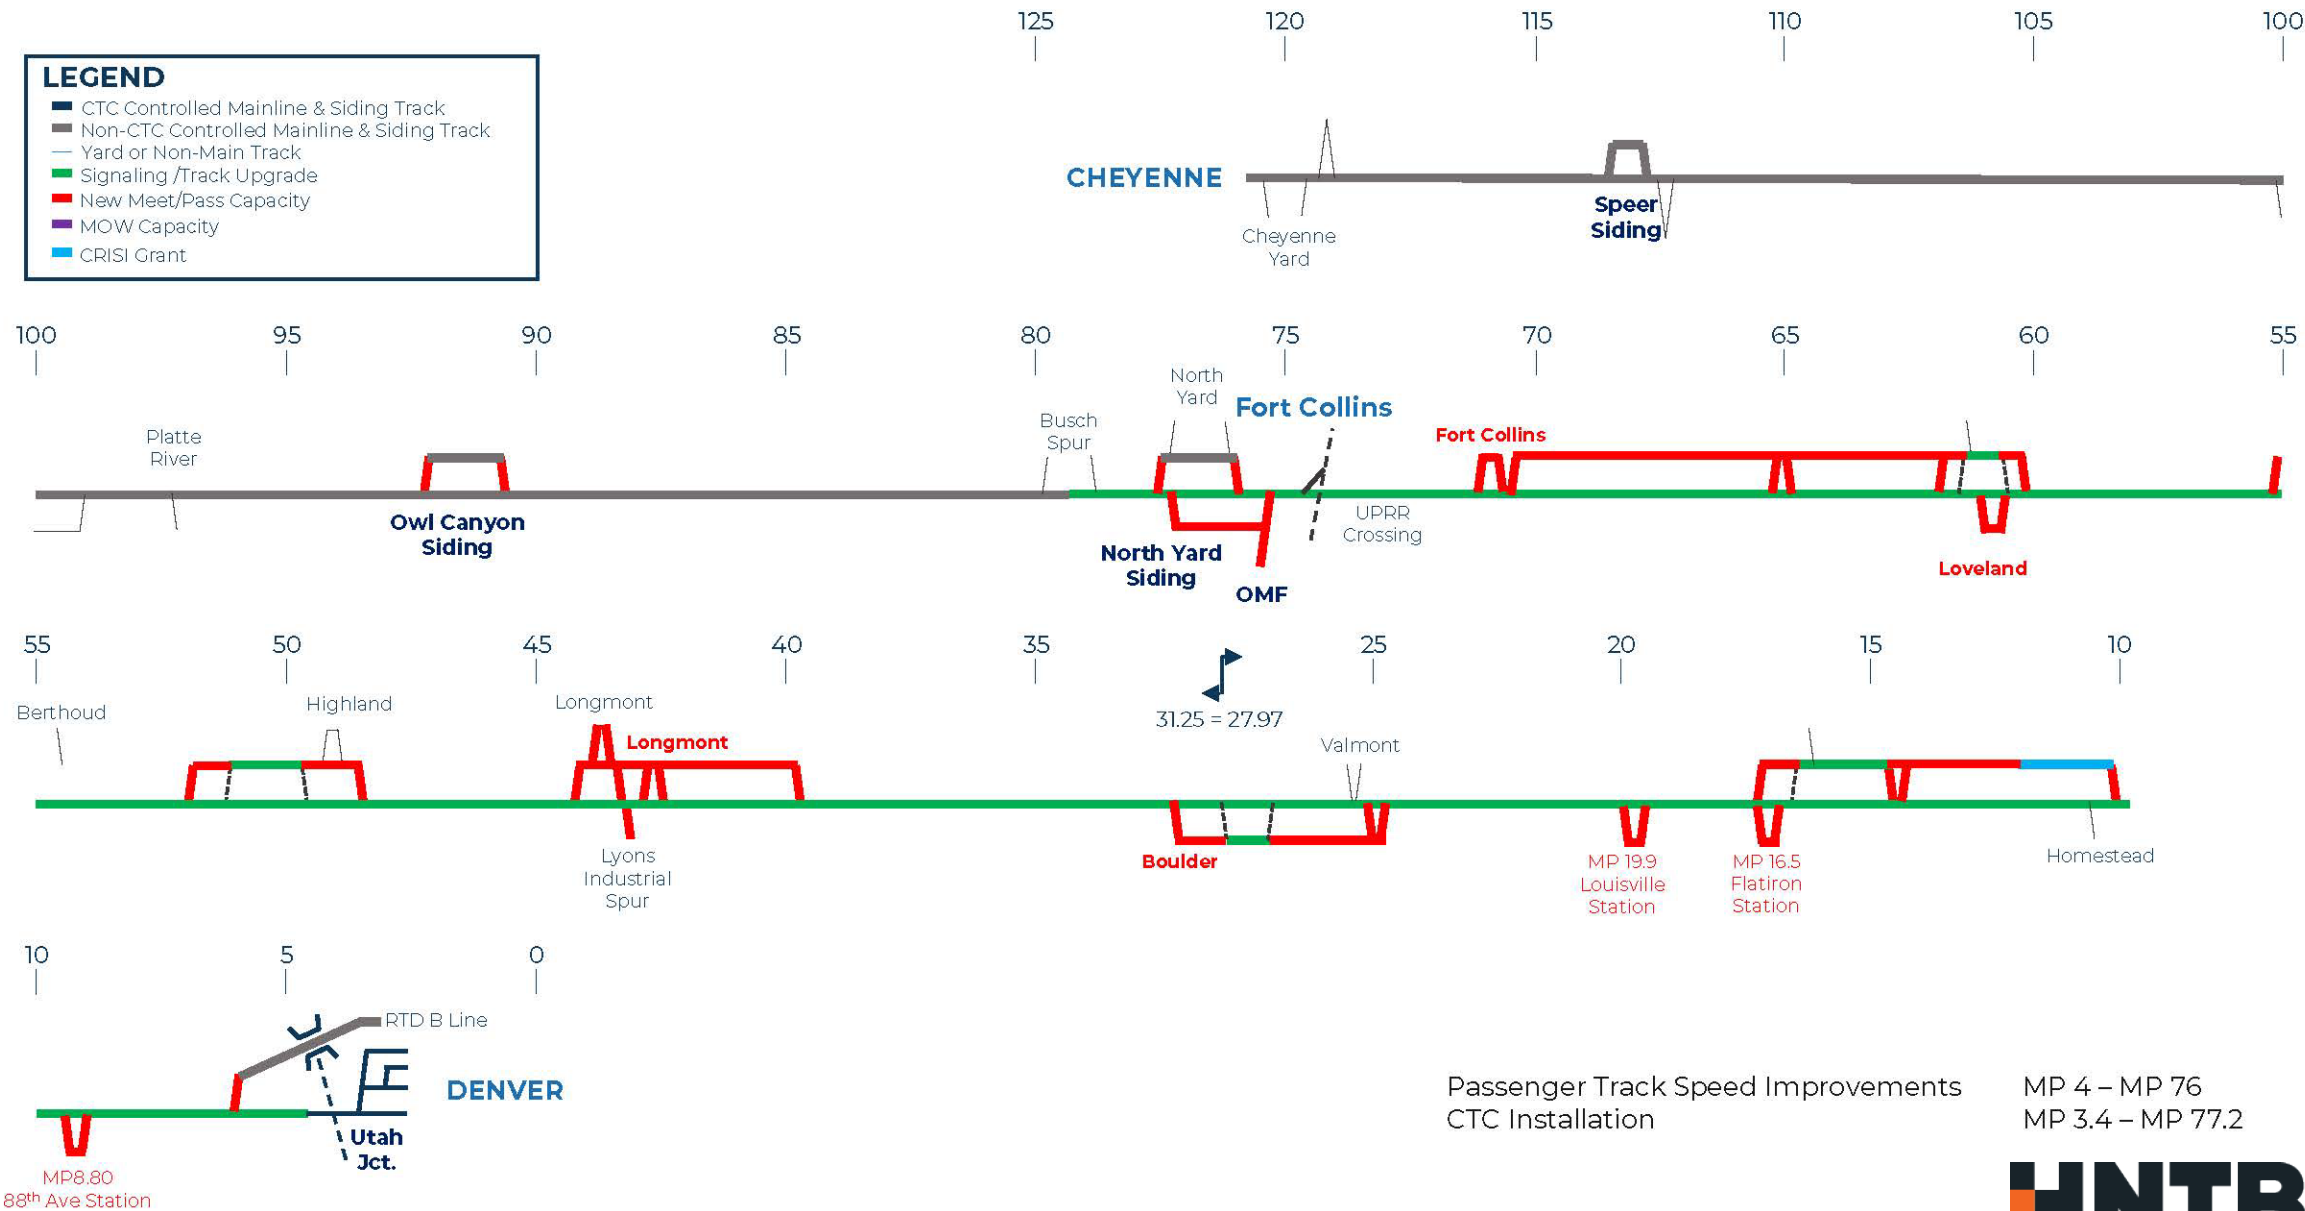 125 120 115 110 105 100
LEGEND
CTC Controlled Mainline & Siding Track
Non-CTC Controlled Mainline & Siding Track
Yard or Non-Main Track
Signaling /Track Upgrade
New Meet/Pass Capacity
MOW Capacity
CRISI Grant
CHEYENNE
Cheyenne
Yard
Speer
Siding
100 95 90 85 80 75 70 65 60 55
Platte
River
Owl Canyon
Siding
Busch
Spur
North
Yard
Fort Collins
North Yard
Siding
OMF
UPRR
Crossing
Fort Collins
Loveland
55 50 45 40 35 25 20 15 10
Berthoud
Highland
Longmont
Longmont
Lyons
Industrial
Spur
31.25 = 27.97
Boulder
Valmont
MP 19.9
Louisville
Station
MP 16.5
Flatiron
Station
Homestead
10 5 0
RTD B Line
DENVER
Utah
Jct.
MP8.80
88th Ave Station
Passenger Track Speed Improvements MP 4 – MP 76
CTC Installation MP 3.4 – MP 77.2
HNTB